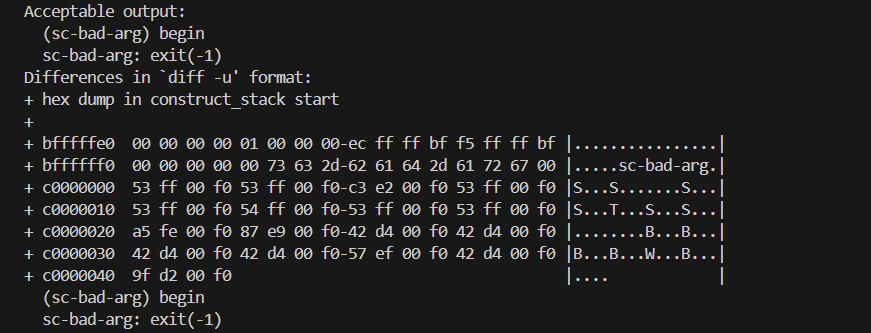 Acceptable output:
  (sc-bad-arg) begin
  sc-bad-arg: exit(-1)
Differences in `diff -u' format:
+ hex dump in construct_stack start
+
+ bfffffe0  00 00 00 00 01 00 00 00-ec ff ff bf f5 ff ff bf |................|
+ bffffff0  00 00 00 00 00 73 63 2d-62 61 64 2d 61 72 67 00 |.....sc-bad-arg.|
+ c0000000  53 ff 00 f0 53 ff 00 f0-c3 e2 00 f0 53 ff 00 f0 |S...S.......S...|
+ c0000010  53 ff 00 f0 54 ff 00 f0-53 ff 00 f0 53 ff 00 f0 |S...T...S...S...|
+ c0000020  a5 fe 00 f0 87 e9 00 f0-42 d4 00 f0 42 d4 00 f0 |........B...B...|
+ c0000030  42 d4 00 f0 42 d4 00 f0-57 ef 00 f0 42 d4 00 f0 |B...B...W...B...|
+ c0000040  9f d2 00 f0                                     |....            |
  (sc-bad-arg) begin
  sc-bad-arg: exit(-1)